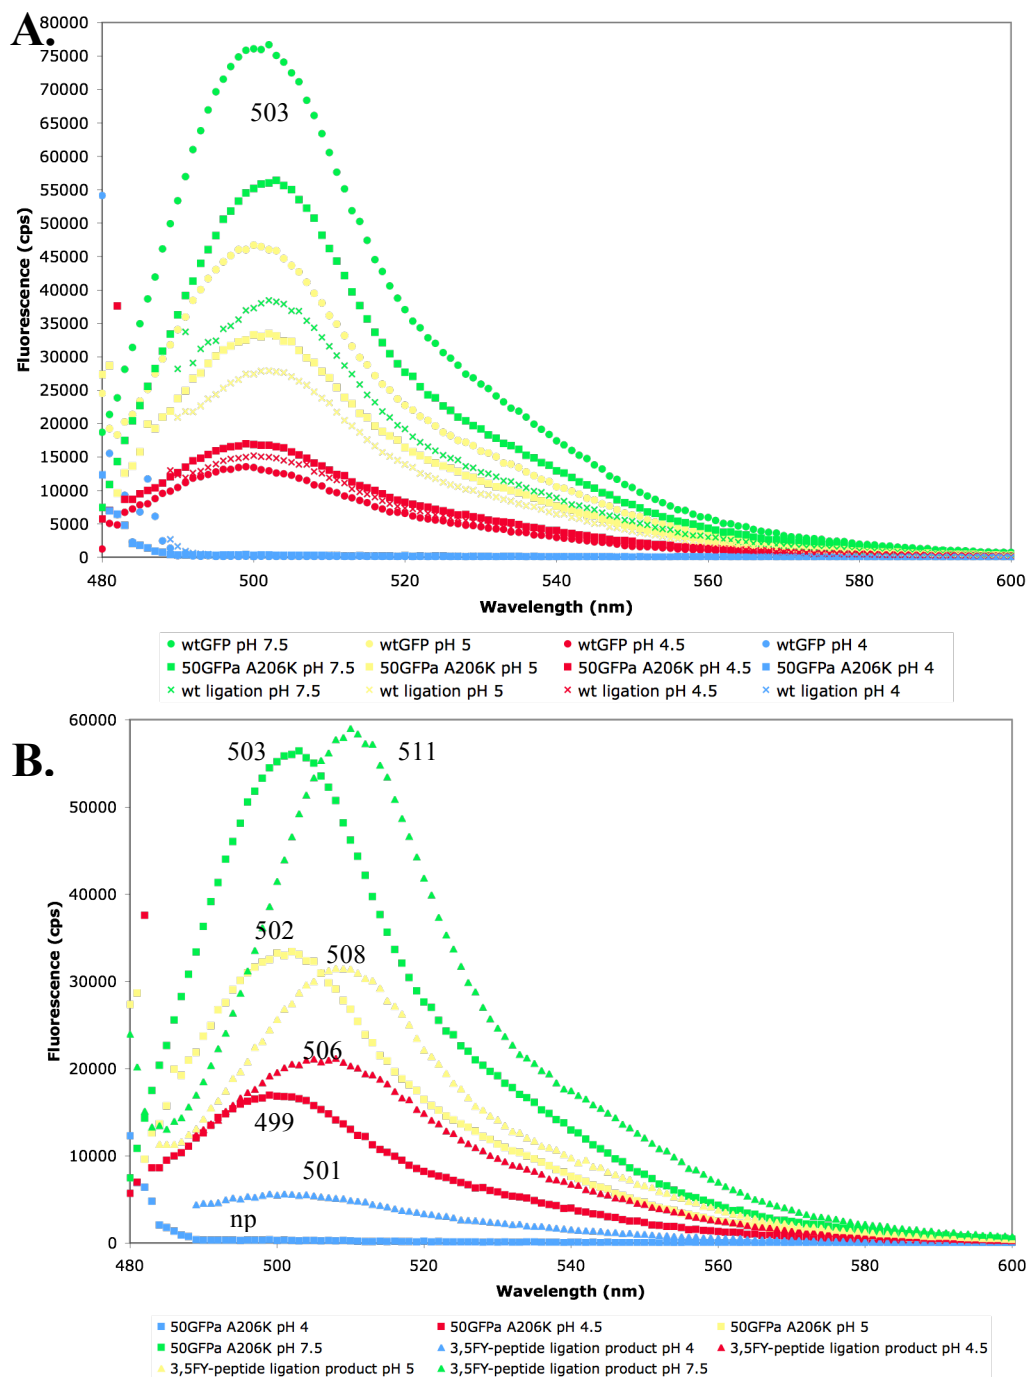 A.
80000
75000
70000
65000
60000
55000
50000
45000
40000
35000
30000
25000
20000
15000
10000
5000
0
Fluorescence (cps)
503
480 500 520 540 560 580 600
Wavelength (nm)
wtGFP pH 7.5 wtGFP pH 5 wtGFP pH 4.5 wtGFP pH 4
50GFPa A206K pH 7.5 50GFPa A206K pH 5 50GFPa A206K pH 4.5 50GFPa A206K pH 4
wt ligation pH 7.5 wt ligation pH 5 wt ligation pH 4.5 wt ligation pH 4
B.
60000
50000
40000
30000
20000
10000
0
Fluorescence (cps)
503 511
502
508
506
499
501
np
480 500 520 540 560 580 600
Wavelength (nm)
50GFPa A206K pH 4 50GFPa A206K pH 4.5 50GFPa A206K pH 5
50GFPa A206K pH 7.5 3,5FY-peptide ligation product pH 4 3,5FY-peptide ligation product pH 4.5
3,5FY-peptide ligation product pH 5 3,5FY-peptide ligation product pH 7.5